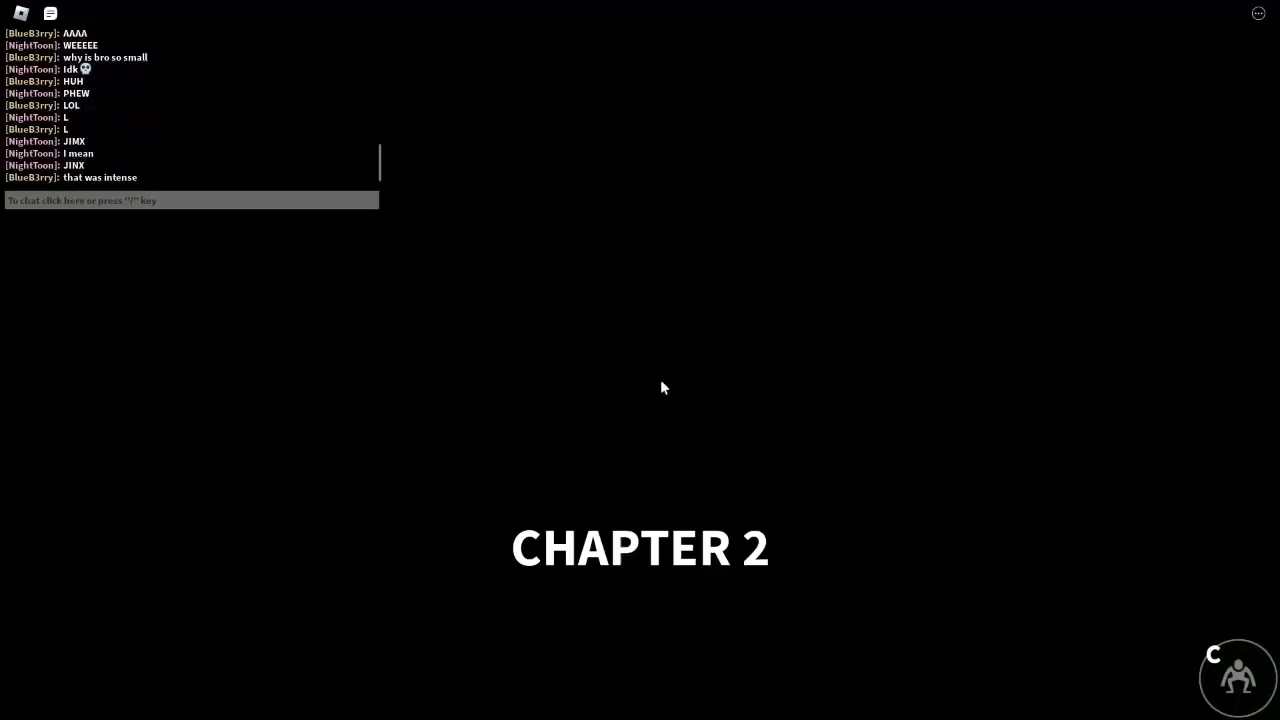 [BlueB3rry]: AAAA
[NightToon]: WEEEEE
[BlueB3rry]: why is bro so small
[NightToon]: Idk💀
[BlueB3rry]: HUH
[NightToon]: PHEW
[BlueB3rry]: LOL
[NightToon]: L
[BlueB3rry]: L
[NightToon]: JIMX
[NightToon]: I mean
[NightToon]: JINX
[BlueB3rry]: that was intense
To chat click here or press "/" key
CHAPTER 2
C